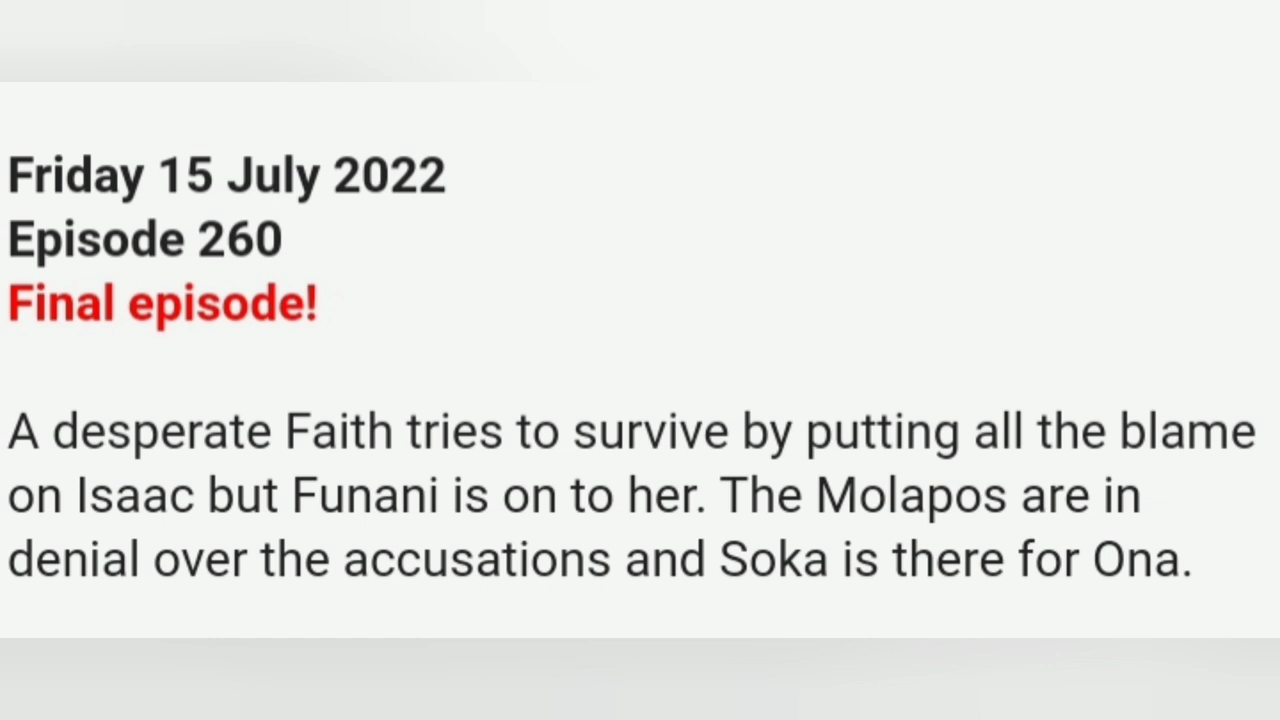 Friday 15 July 2022
Episode 260
Final episode!
A desperate Faith tries to survive by putting all the blame
on Isaac but Funani is on to her. The Molapos are in
denial over the accusations and Soka is there for Ona.